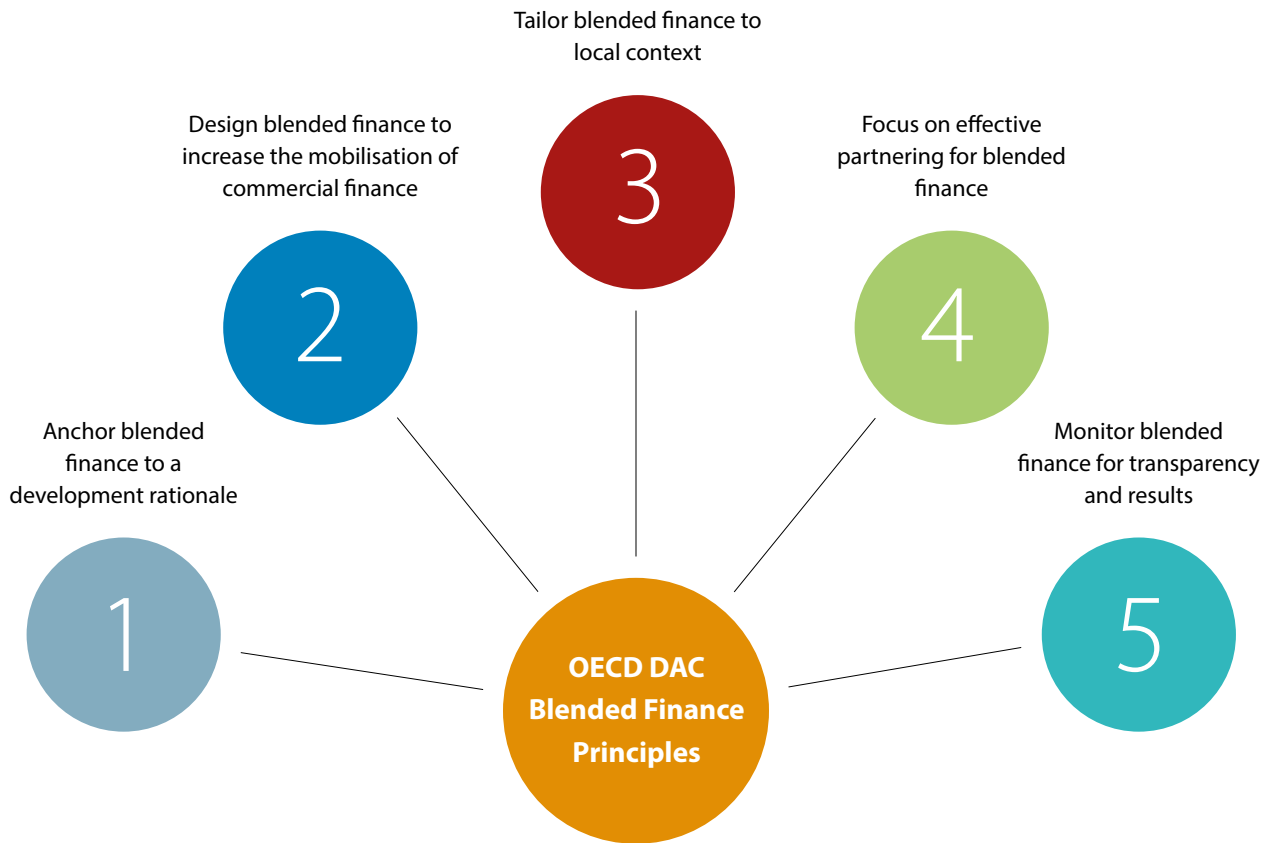 Anchor blended
finance to a
development rationale
1
Design blended finance to
increase the mobilisation of
commercial finance
2
Tailor blended finance to
local context
3
Focus on effective
partnering for blended
finance
4
Monitor blended
finance for transparency
and results
5
OECD DAC
Blended Finance
Principles